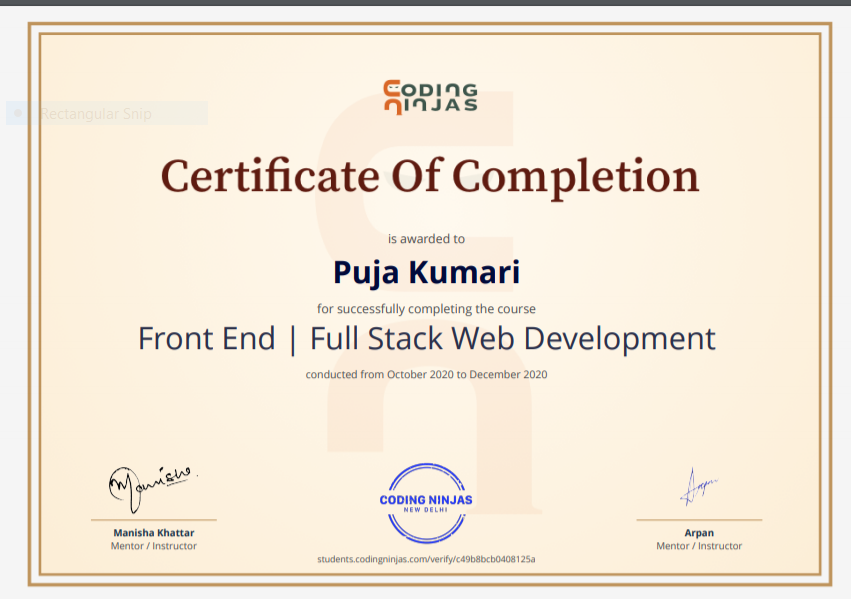 CODING
NINJAS
Rectangular Snip
Certificate Of Completion
is awarded to
Puja Kumari
for successfully completing the course
Front End | Full Stack Web Development
conducted from October 2020 to December 2020
Manisha
Arpan
CODING NINJAS
NEW DELHI
Manisha Khattar
Mentor / Instructor
Arpan
Mentor / Instructor
students.codingninjas.com/verify/c49b8bcb0408125a